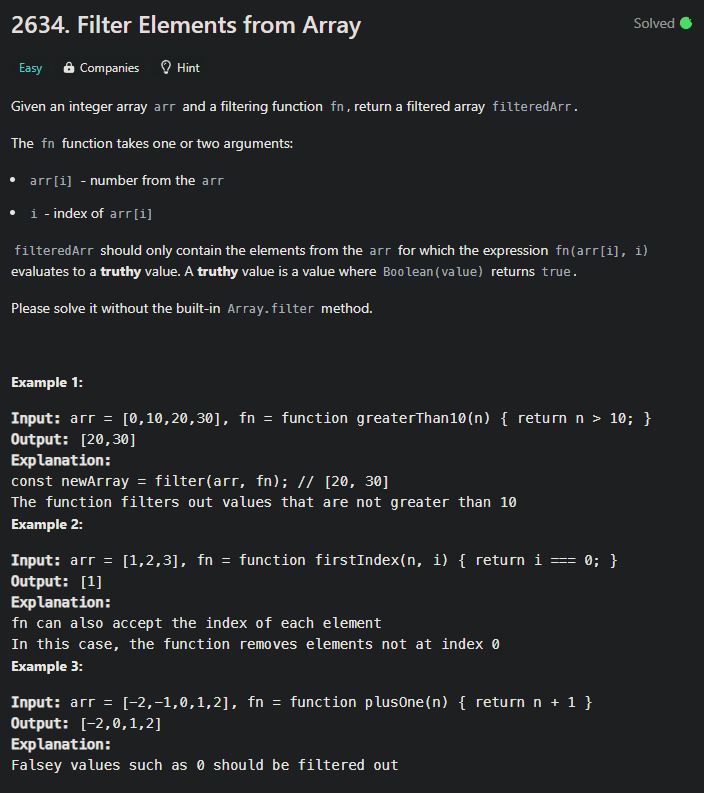 2634. Filter Elements from Array
Solved
Easy Companies Hint
Given an integer array arr and a filtering function fn, return a filtered array filteredArr.
The fn function takes one or two arguments:
• arr[i] - number from the arr
• i - index of arr[i]
filteredArr should only contain the elements from the arr for which the expression fn(arr[i], i)
evaluates to a truthy value. A truthy value is a value where Boolean(value) returns true.
Please solve it without the built-in Array.filter method.
Example 1:
Input: arr = [0,10,20,30], fn = function greaterThan10(n) { return n > 10; }
Output: [20,30]
Explanation:
const newArray = filter(arr, fn); // [20, 30]
The function filters out values that are not greater than 10
Example 2:
Input: arr = [1,2,3], fn = function firstIndex(n, i) { return i === 0; }
Output: [1]
Explanation:
fn can also accept the index of each element
In this case, the function removes elements not at index 0
Example 3:
Input: arr = [-2,-1,0,1,2], fn = function plusOne(n) { return n + 1 }
Output: [-2,0,1,2]
Explanation:
Falsey values such as 0 should be filtered out